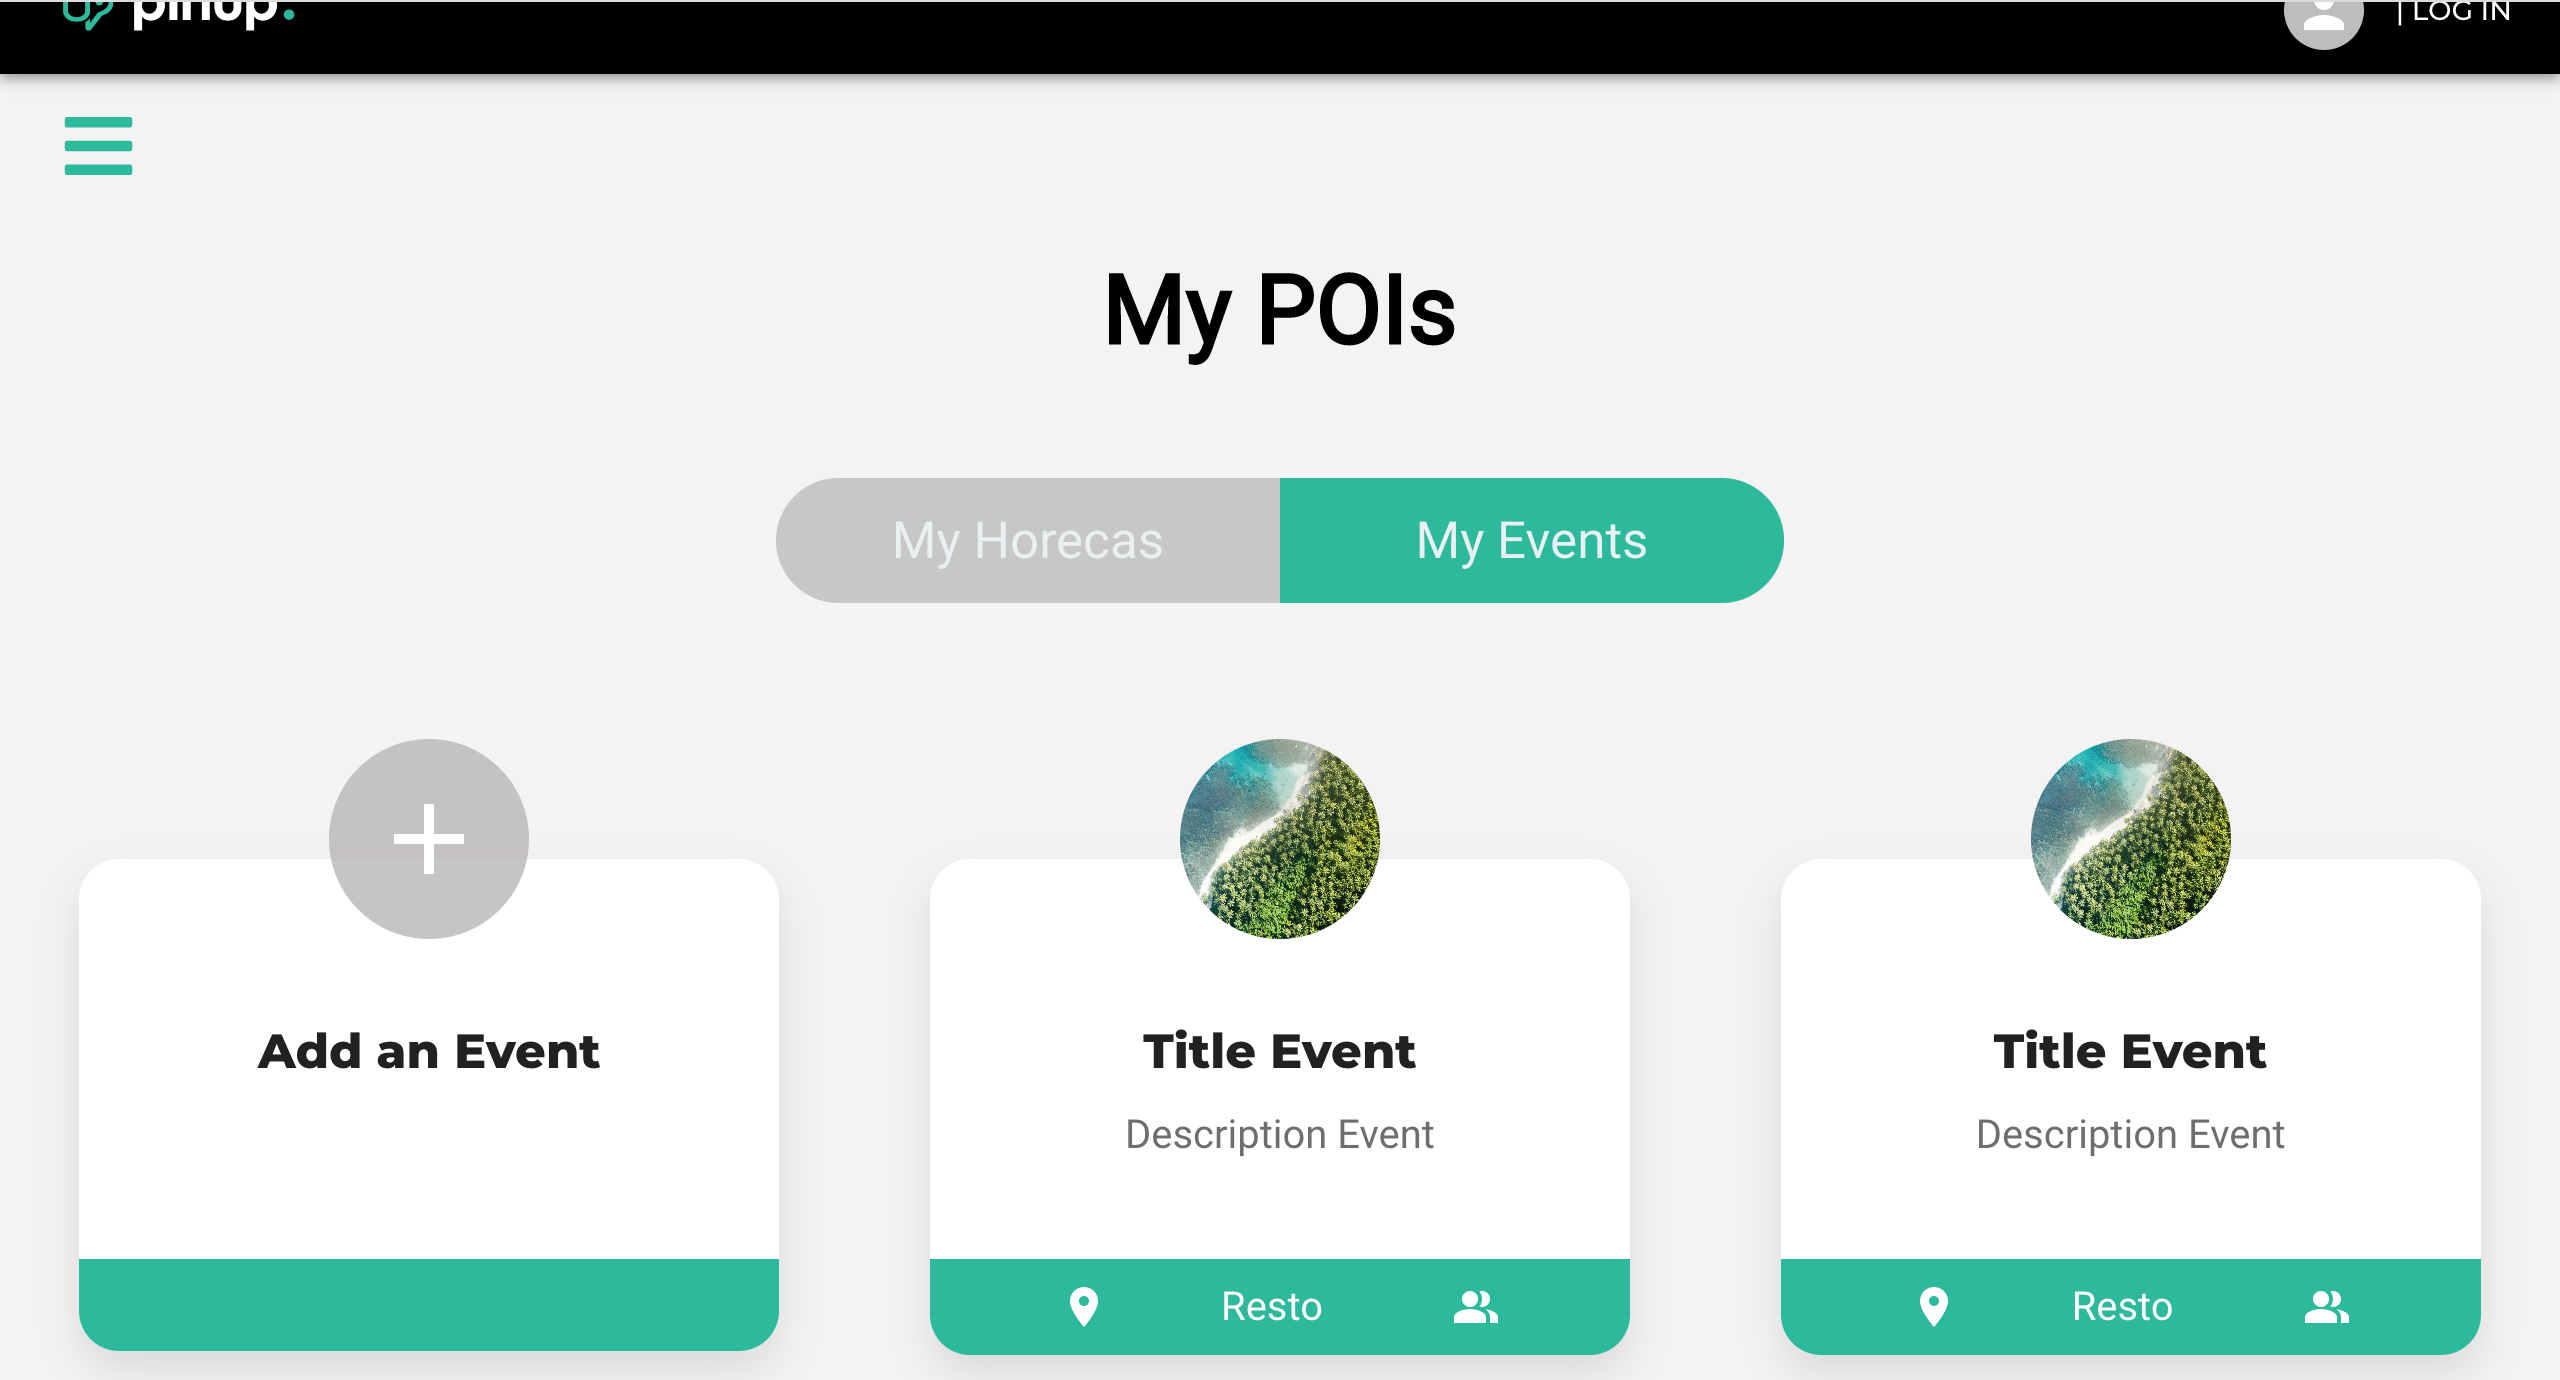 pinup.
| LOG IN
My POIs
My Horecas
My Events
Add an Event
Title Event
Description Event
Resto
Title Event
Description Event
Resto